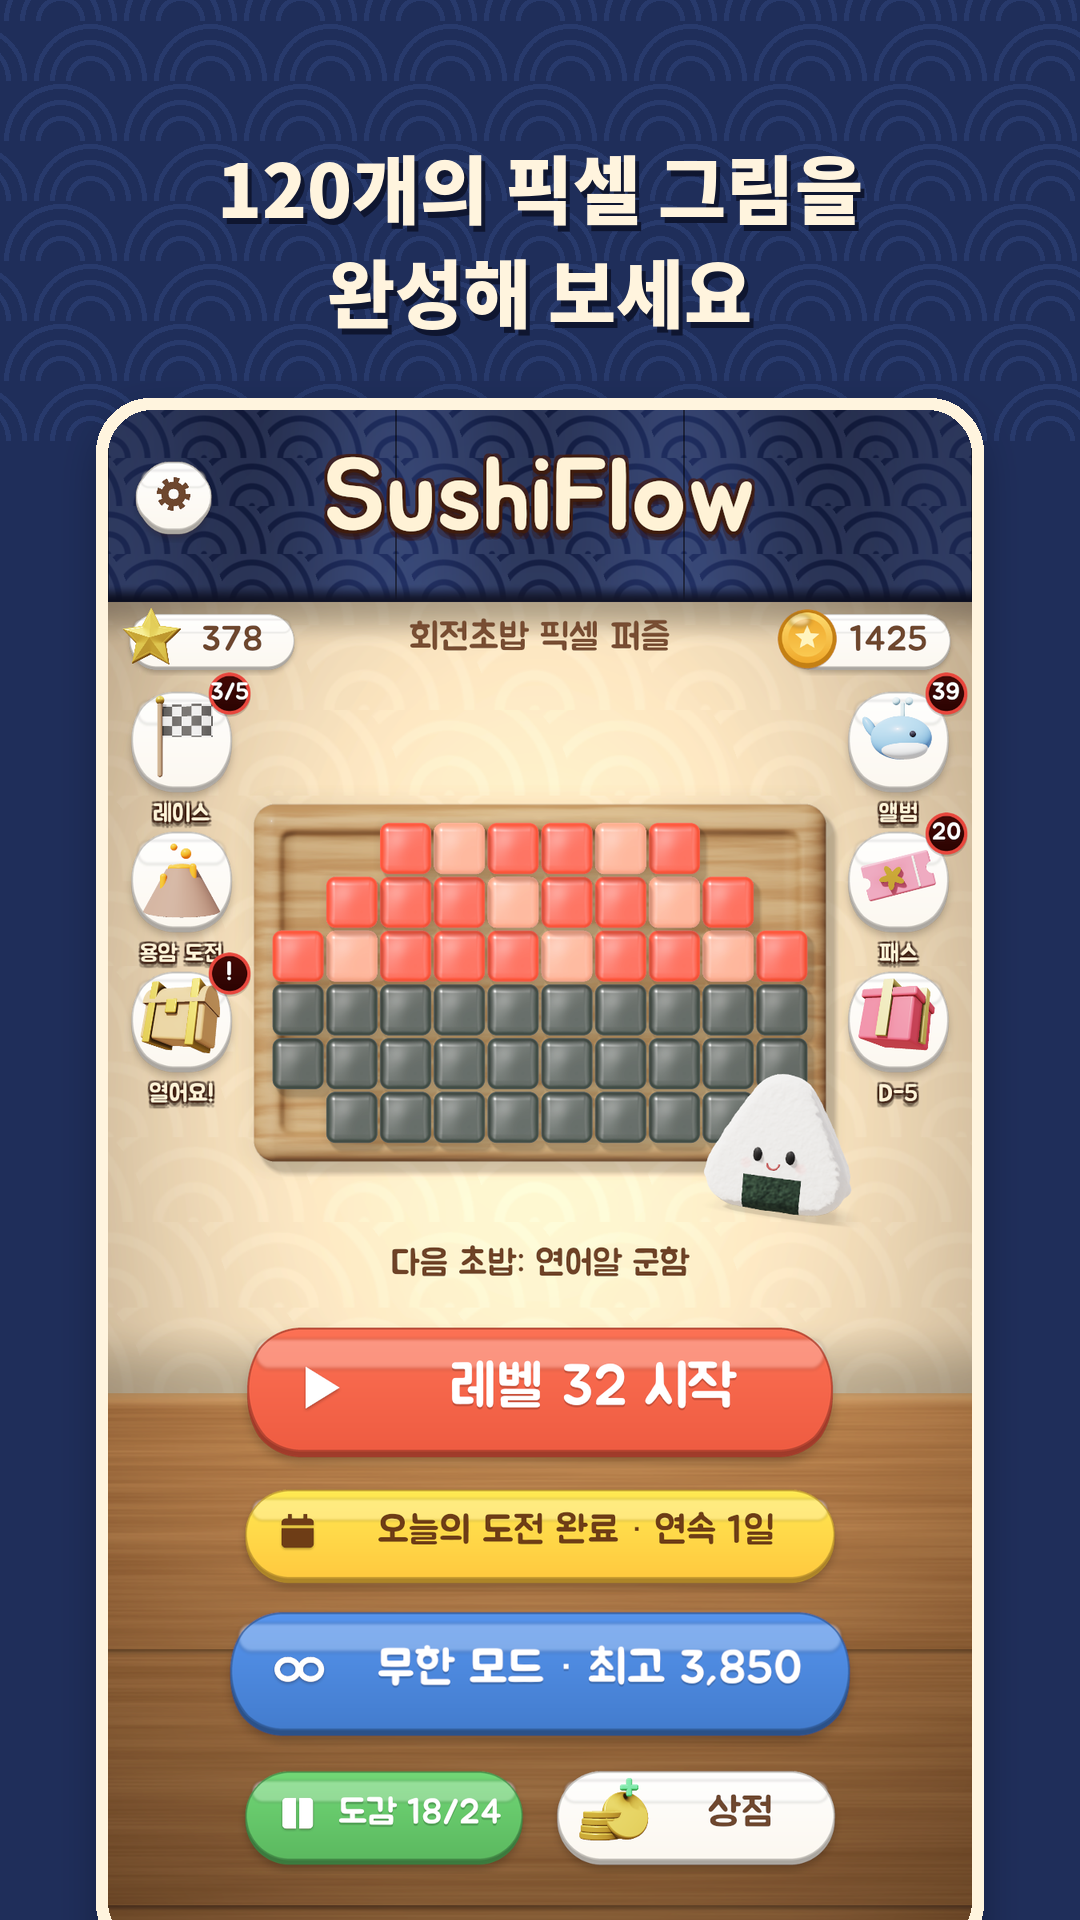 120개의 픽셀 그림을
완성해 보세요
SushiFlow
378
회전초밥 픽셀 퍼즐
1425
3/5
39
레이스
앨범
20
용암 도전
패스
!
열어요!
D-5
다음 초밥: 연어알 군함
레벨 32 시작
오늘의 도전 완료 · 연속 1일
무한 모드 · 최고 3,850
도감 18/24
상점